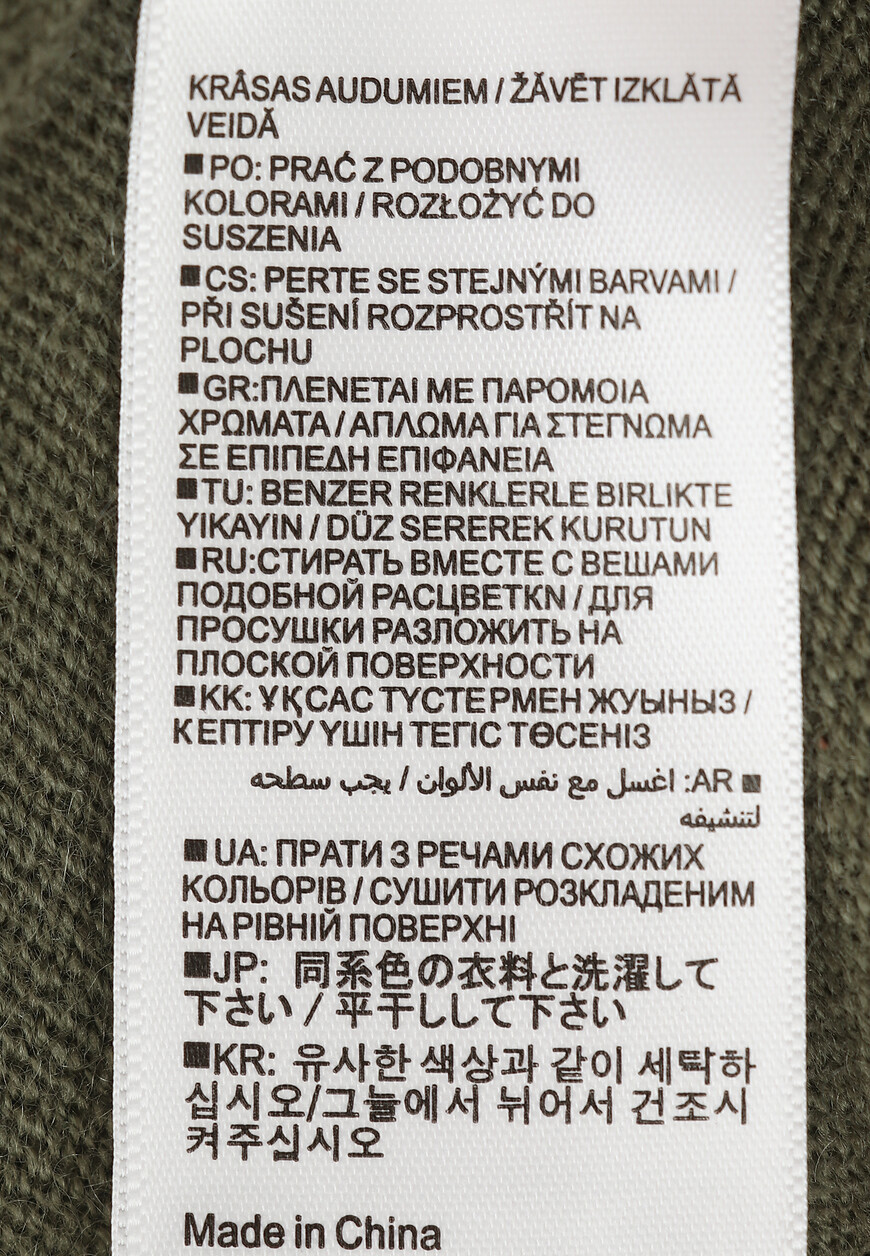 KRÂSAS AUDUMIEM / ŽĀVĒT IZKLĀTĀ
VEIDĀ
■ PO: PRAĆ Z PODOBNYMI
KOLORAMI / ROZŁOŻYĆ DO
SUSZENIA
■ CS: PERTE SE STEJNÝMI BARVAMI /
PŘI SUŠENÍ ROZPROSTŘÍT NA
PLOCHU
■ GR:ΠΛΕΝΕΤΑΙ ΜΕ ΠΑΡΟΜΟΙΑ
ΧΡΩΜΑΤΑ / ΑΠΛΩΜΑ ΓΙΑ ΣΤΕΓΝΩΜΑ
ΣΕ ΕΠΙΠΕΔΗ ΕΠΙΦΑΝΕΙΑ
■ TU: BENZER RENKLERLE BIRLIKTE
YIKAYIN / DÜZ SEREREK KURUTUN
■ RU:СТИРАТЬ ВМЕСТЕ С ВЕШАМИ
ПОДОБНОЙ РАСЦВЕТКN / ДЛЯ
ПРОСУШКИ РАЗЛОЖИТЬ НА
ПЛОСКОЙ ПОВЕРХНОСТИ
■ KK: ҰҚСАС ТҮСТЕРМЕН ЖУЫНЫЗ /
КЕПТІРУ ҮШІН ТЕГІС ТӨСЕНІЗ
■ AR: اغسل مع نفس الألوان / يجب سطحه
لتنشيفه
■ UA: ПРАТИ З РЕЧАМИ СХОЖИХ
КОЛЬОРІВ / СУШИТИ РОЗКЛАДЕНИМ
НА РІВНІЙ ПОВЕРХНІ
■ JP: 同系色の衣料と洗濯して
下さい / 平干ししして下さい
■ KR: 유사한 색상과 같이 세탁하
십시오/그늘에서 뉘어서 건조시
켜주십시오
Made in China